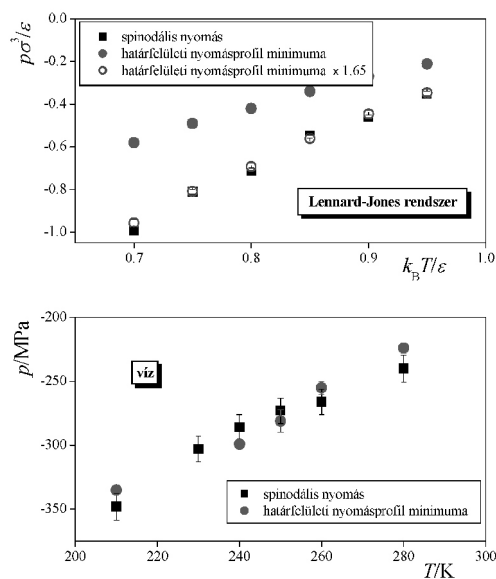 pσ³/ε
0.0
-0.2
-0.4
-0.6
-0.8
-1.0
spinodális nyomás
határfelületi nyomásprofil minimuma
határfelületi nyomásprofil minimuma x 1.65
Lennard-Jones rendszer
0.7 0.8 0.9 1.0
k_B T/ε
p/MPa
-200
-250
-300
-350
víz
spinodális nyomás
határfelületi nyomásprofil minimuma
200 220 240 260 280 300
T/K